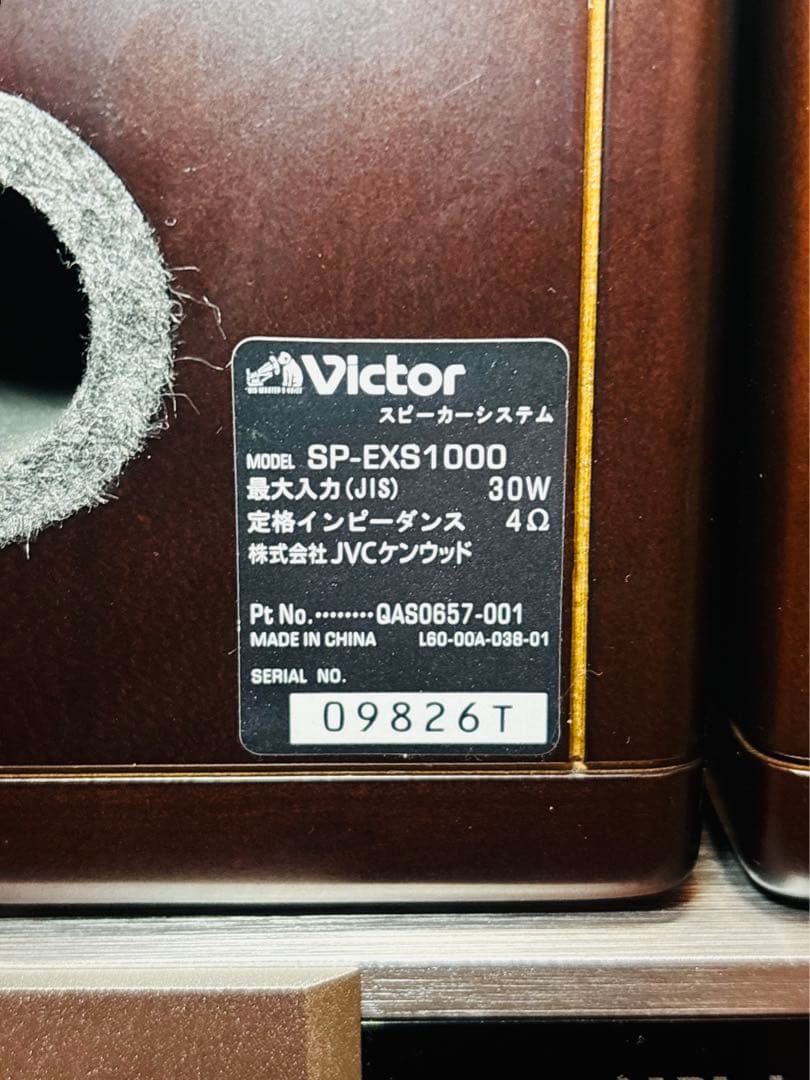 Victor
スピーカーシステム
MODEL SP-EXS1000
最大入力(JIS) 30W
定格インピーダンス 4Ω
株式会社JVCケンウッド
Pt No.········QAS0657-001
MADE IN CHINA L60-00A-038-01
SERIAL NO.
09826T